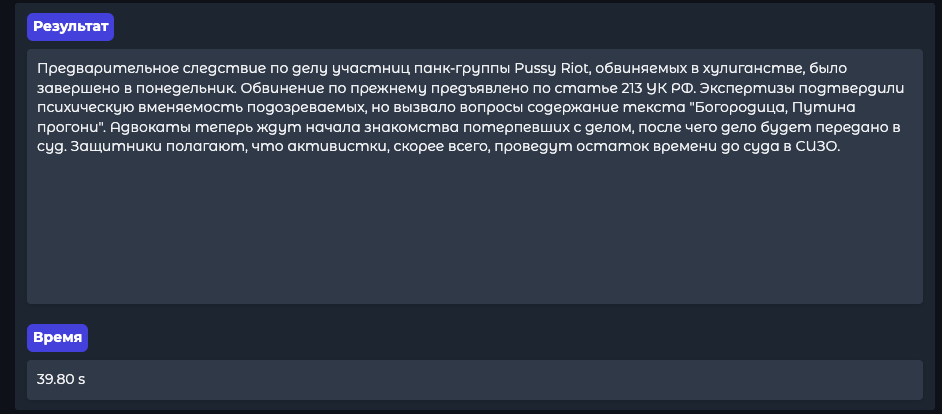 Результат
Предварительное следствие по делу участниц панк-группы Pussy Riot, обвиняемых в хулиганстве, было
завершено в понедельник. Обвинение по прежнему предъявлено по статье 213 УК РФ. Экспертизы подтвердили
психическую вменяемость подозреваемых, но вызвало вопросы содержание текста "Богородица, Путина
прогони". Адвокаты теперь ждут начала знакомства потерпевших с делом, после чего дело будет передано в
суд. Защитники полагают, что активистки, скорее всего, проведут остаток времени до суда в СИЗО.
Время
39.80 s